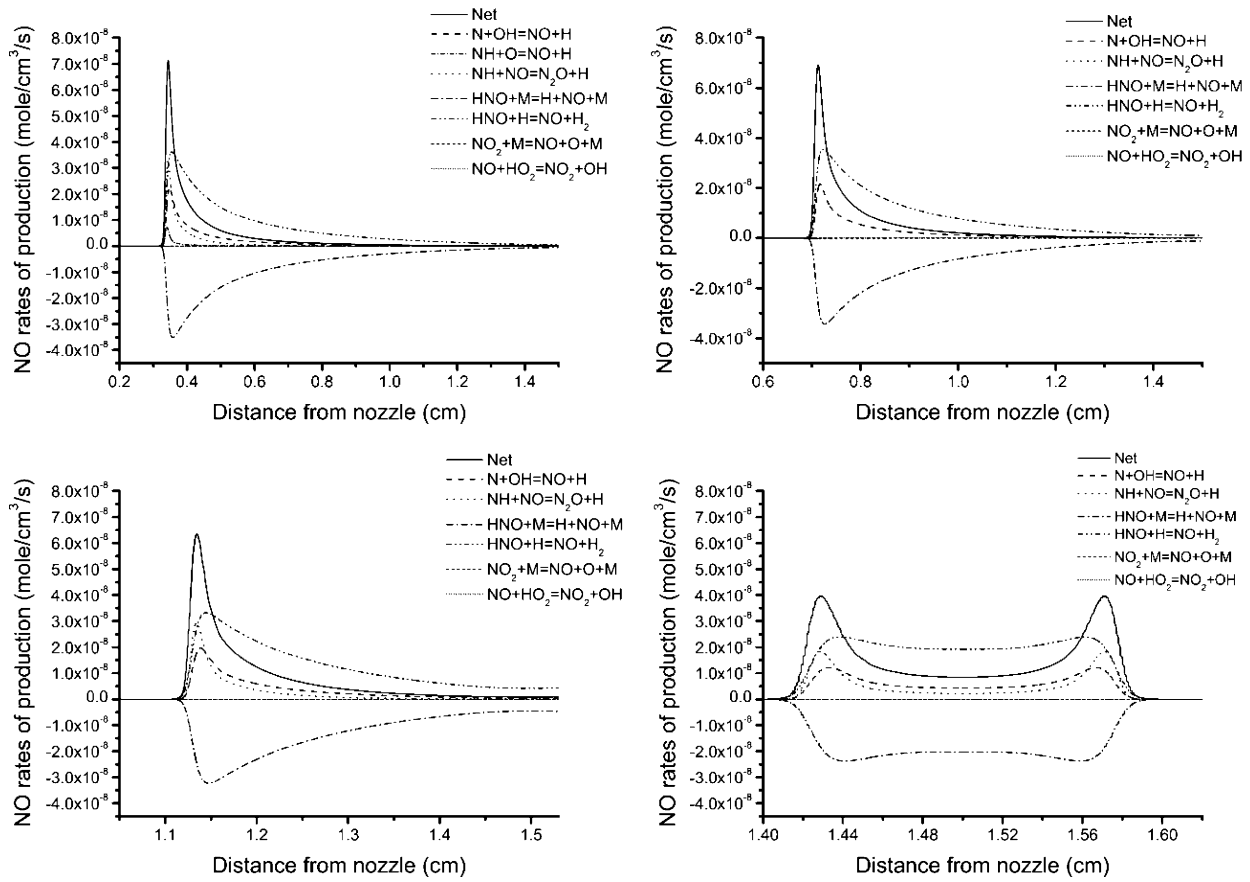 Net
N+OH=NO+H
NH+O=NO+H
NH+NO=N₂O+H
HNO+M=H+NO+M
HNO+H=NO+H₂
NO₂+M=NO+O+M
NO+HO₂=NO₂+OH
NO rates of production (mole/cm³/s)
8.0x10⁻⁸
7.0x10⁻⁸
6.0x10⁻⁸
5.0x10⁻⁸
4.0x10⁻⁸
3.0x10⁻⁸
2.0x10⁻⁸
1.0x10⁻⁸
0.0
-1.0x10⁻⁸
-2.0x10⁻⁸
-3.0x10⁻⁸
-4.0x10⁻⁸
0.2 0.4 0.6 0.8 1.0 1.2 1.4
Distance from nozzle (cm)
Net
N+OH=NO+H
NH+NO=N₂O+H
HNO+M=H+NO+M
HNO+H=NO+H₂
NO₂+M=NO+O+M
NO+HO₂=NO₂+OH
NO rates of production (mole/cm³/s)
8.0x10⁻⁸
6.0x10⁻⁸
4.0x10⁻⁸
2.0x10⁻⁸
0.0
-2.0x10⁻⁸
-4.0x10⁻⁸
0.6 0.8 1.0 1.2 1.4
Distance from nozzle (cm)
Net
N+OH=NO+H
NH+NO=N₂O+H
HNO+M=H+NO+M
HNO+H=NO+H₂
NO₂+M=NO+O+M
NO+HO₂=NO₂+OH
NO rates of production (mole/cm³/s)
8.0x10⁻⁸
7.0x10⁻⁸
6.0x10⁻⁸
5.0x10⁻⁸
4.0x10⁻⁸
3.0x10⁻⁸
2.0x10⁻⁸
1.0x10⁻⁸
0.0
-1.0x10⁻⁸
-2.0x10⁻⁸
-3.0x10⁻⁸
-4.0x10⁻⁸
1.1 1.2 1.3 1.4 1.5
Distance from nozzle (cm)
Net
N+OH=NO+H
NH+NO=N₂O+H
HNO+M=H+NO+M
HNO+H=NO+H₂
NO₂+M=NO+O+M
NO+HO₂=NO₂+OH
NO rates of production (mole/cm³/s)
8.0x10⁻⁸
7.0x10⁻⁸
6.0x10⁻⁸
5.0x10⁻⁸
4.0x10⁻⁸
3.0x10⁻⁸
2.0x10⁻⁸
1.0x10⁻⁸
0.0
-1.0x10⁻⁸
-2.0x10⁻⁸
-3.0x10⁻⁸
-4.0x10⁻⁸
1.40 1.44 1.48 1.52 1.56 1.60
Distance from nozzle (cm)